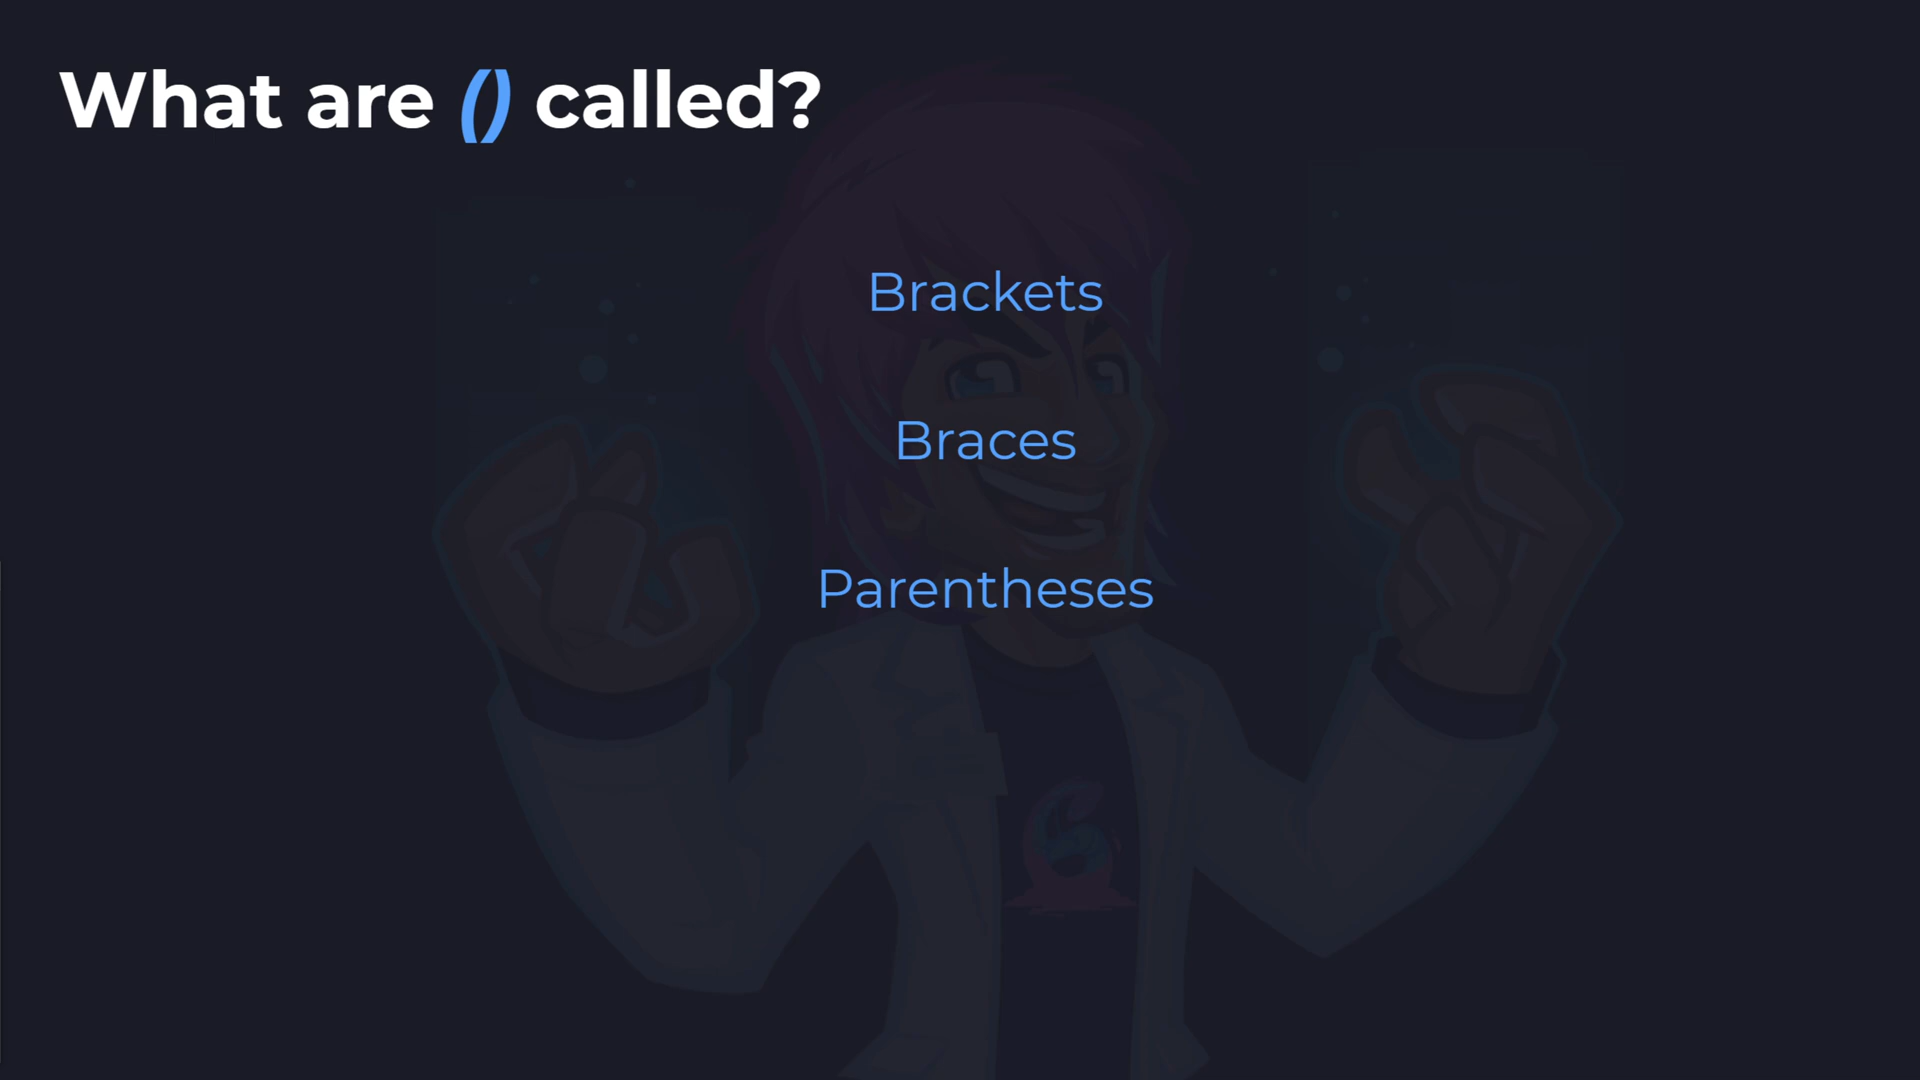 What are () called?
Brackets
Braces
Parentheses